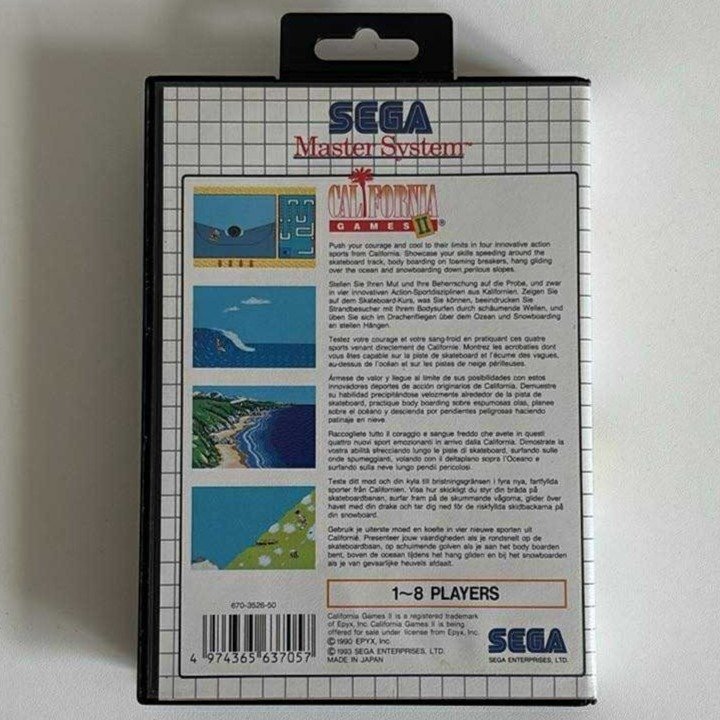 SEGA
Master System™
CALIFORNIA
GAMES II ®
Push your courage and cool to their limits in four innovative action
sports from California. Showcase your skills speeding around the
skateboard track, body boarding on foaming breakers, hang gliding
over the ocean and snowboarding down perilous slopes.
Stellen Sie Ihren Mut und Ihre Beherrschung auf die Probe, und zwar
in vier innovativen Action-Sportdisziplinen aus Kalifornien. Zeigen Sie
auf dem Skateboard-Kurs, was Sie können, beeindrucken Sie
Strandbesucher mit Ihrem Bodysurfen durch schäumende Wellen, und
üben Sie sich im Drachenfliegen über dem Ozean und Snowboarding
an steilen Hängen.
Testez votre courage et votre sang-froid en pratiquant ces quatre
sports venant directement de Californie. Montrez les acrobaties dont
vous êtes capable sur la piste de skateboard et l'écume des vagues,
au-dessus de l'océan et sur les pistes de neige périlleuses.
Ármese de valor y llegue al límite de sus posibilidades con estos
innovadores deportes de acción originarios de California. Demuestre
su habilidad precipitándose velozmente alrededor de la pista de
skateboard, practique body boarding sobre espumosas olas, planee
sobre el océano y descienda por pendientes peligrosas haciendo
patinaje en nieve.
Raccogliete tutto il coraggio e sangue freddo che avete in questi
quattro nuovi sport emozionanti in arrivo dalla California. Dimostrate la
vostra abilità sfrecciando lungo le piste di skateboard, surfando sulle
onde spumeggianti, volando con il deltaplano sopra l'Oceano e
surfando sulla neve lungo pendii pericolosi.
Testa ditt mod och din kyla till bristningsgränsen i fyra nya, fartfyllda
sporter från Californien. Visa hur skickligt du styr din bräda på
skateboardbanan, surfar fram på de skummande vågorna, glider över
havet med din drake och tar dig ned för de riskfyllda skidbackarna på
din snowboard.
Gebruik je uiterste moed en koelte in vier nieuwe sporten uit
Californië. Presenteer jouw vaardigheden als je rondsnelt op de
skateboardbaan, op schuimende golven als je aan het body boarden
bent, boven de oceaan tijdens het hang gliden en bij het snowboarden
als je van gevaarlijke heuvels afdaalt.
1~8 PLAYERS
670-3526-50
4 974365 637057
California Games II is a registered trademark
of Epyx, Inc. California Games II is being
offered for sale under license from Epyx, Inc.
© 1990 EPYX, Inc.
© 1993 SEGA ENTERPRISES, LTD.
MADE IN JAPAN
SEGA
SEGA ENTERPRISES, LTD.